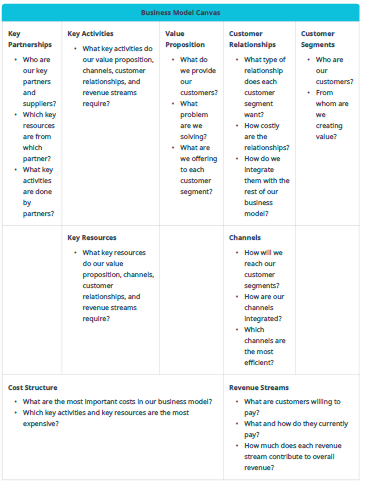 Business Model Canvas
Key
Partnerships
• Who are
our key
partners
and
suppliers?
• Which key
resources
are from
which
partner?
• What key
activities
are done
by
partners?
Key Activities
• What key activities do
our value proposition,
channels, customer
relationships, and
revenue streams
require?
Value
Proposition
• What do
we provide
our
customers?
• What
problem
are we
solving?
• What are
we offering
to each
customer
segment?
Customer
Relationships
• What type of
relationship
does each
customer
segment
want?
• How costly
are the
relationships?
• How do we
integrate
them with the
rest of our
business
model?
Customer
Segments
• Who are
our
customers?
• From
whom are
we
creating
value?
Key Resources
• What key resources
do our value
proposition, channels,
customer
relationships, and
revenue streams
require?
Channels
• How will we
reach our
customer
segments?
• How are our
channels
integrated?
• Which
channels are
the most
efficient?
Cost Structure
• What are the most important costs in our business model?
• Which key activities and key resources are the most
expensive?
Revenue Streams
• What are customers willing to
pay?
• What and how do they currently
pay?
• How much does each revenue
stream contribute to overall
revenue?